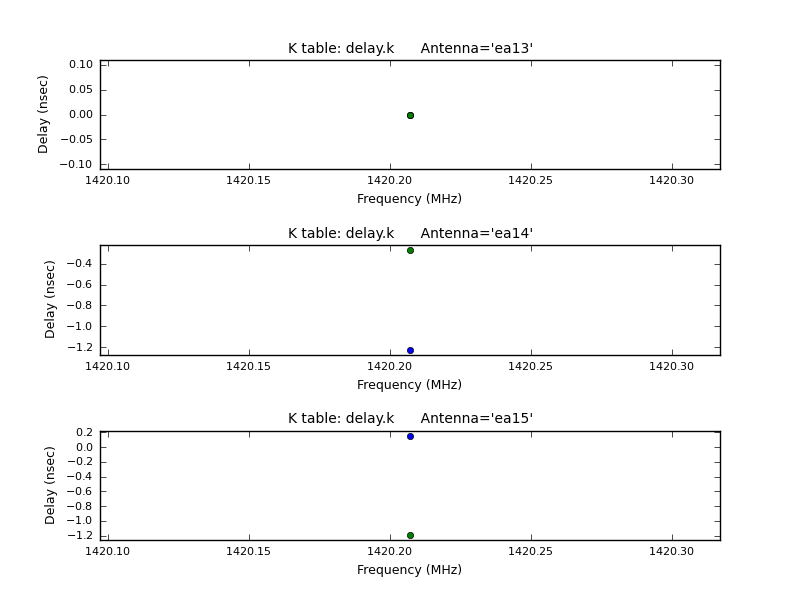 K table: delay.k Antenna='ea13'
0.10
0.05
0.00
−0.05
−0.10
Delay (nsec)
1420.10 1420.15 1420.20 1420.25 1420.30
Frequency (MHz)
K table: delay.k Antenna='ea14'
−0.4
−0.6
−0.8
−1.0
−1.2
Delay (nsec)
1420.10 1420.15 1420.20 1420.25 1420.30
Frequency (MHz)
K table: delay.k Antenna='ea15'
0.2
0.0
−0.2
−0.4
−0.6
−0.8
−1.0
−1.2
Delay (nsec)
1420.10 1420.15 1420.20 1420.25 1420.30
Frequency (MHz)